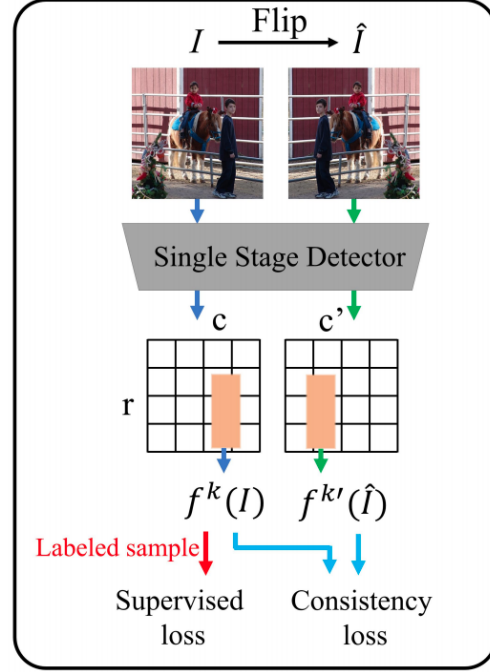 Flip
I Î
Single Stage Detector
c c'
r
f^k(I) f^{k'}(Î)
Labeled sample
Supervised Consistency
loss loss